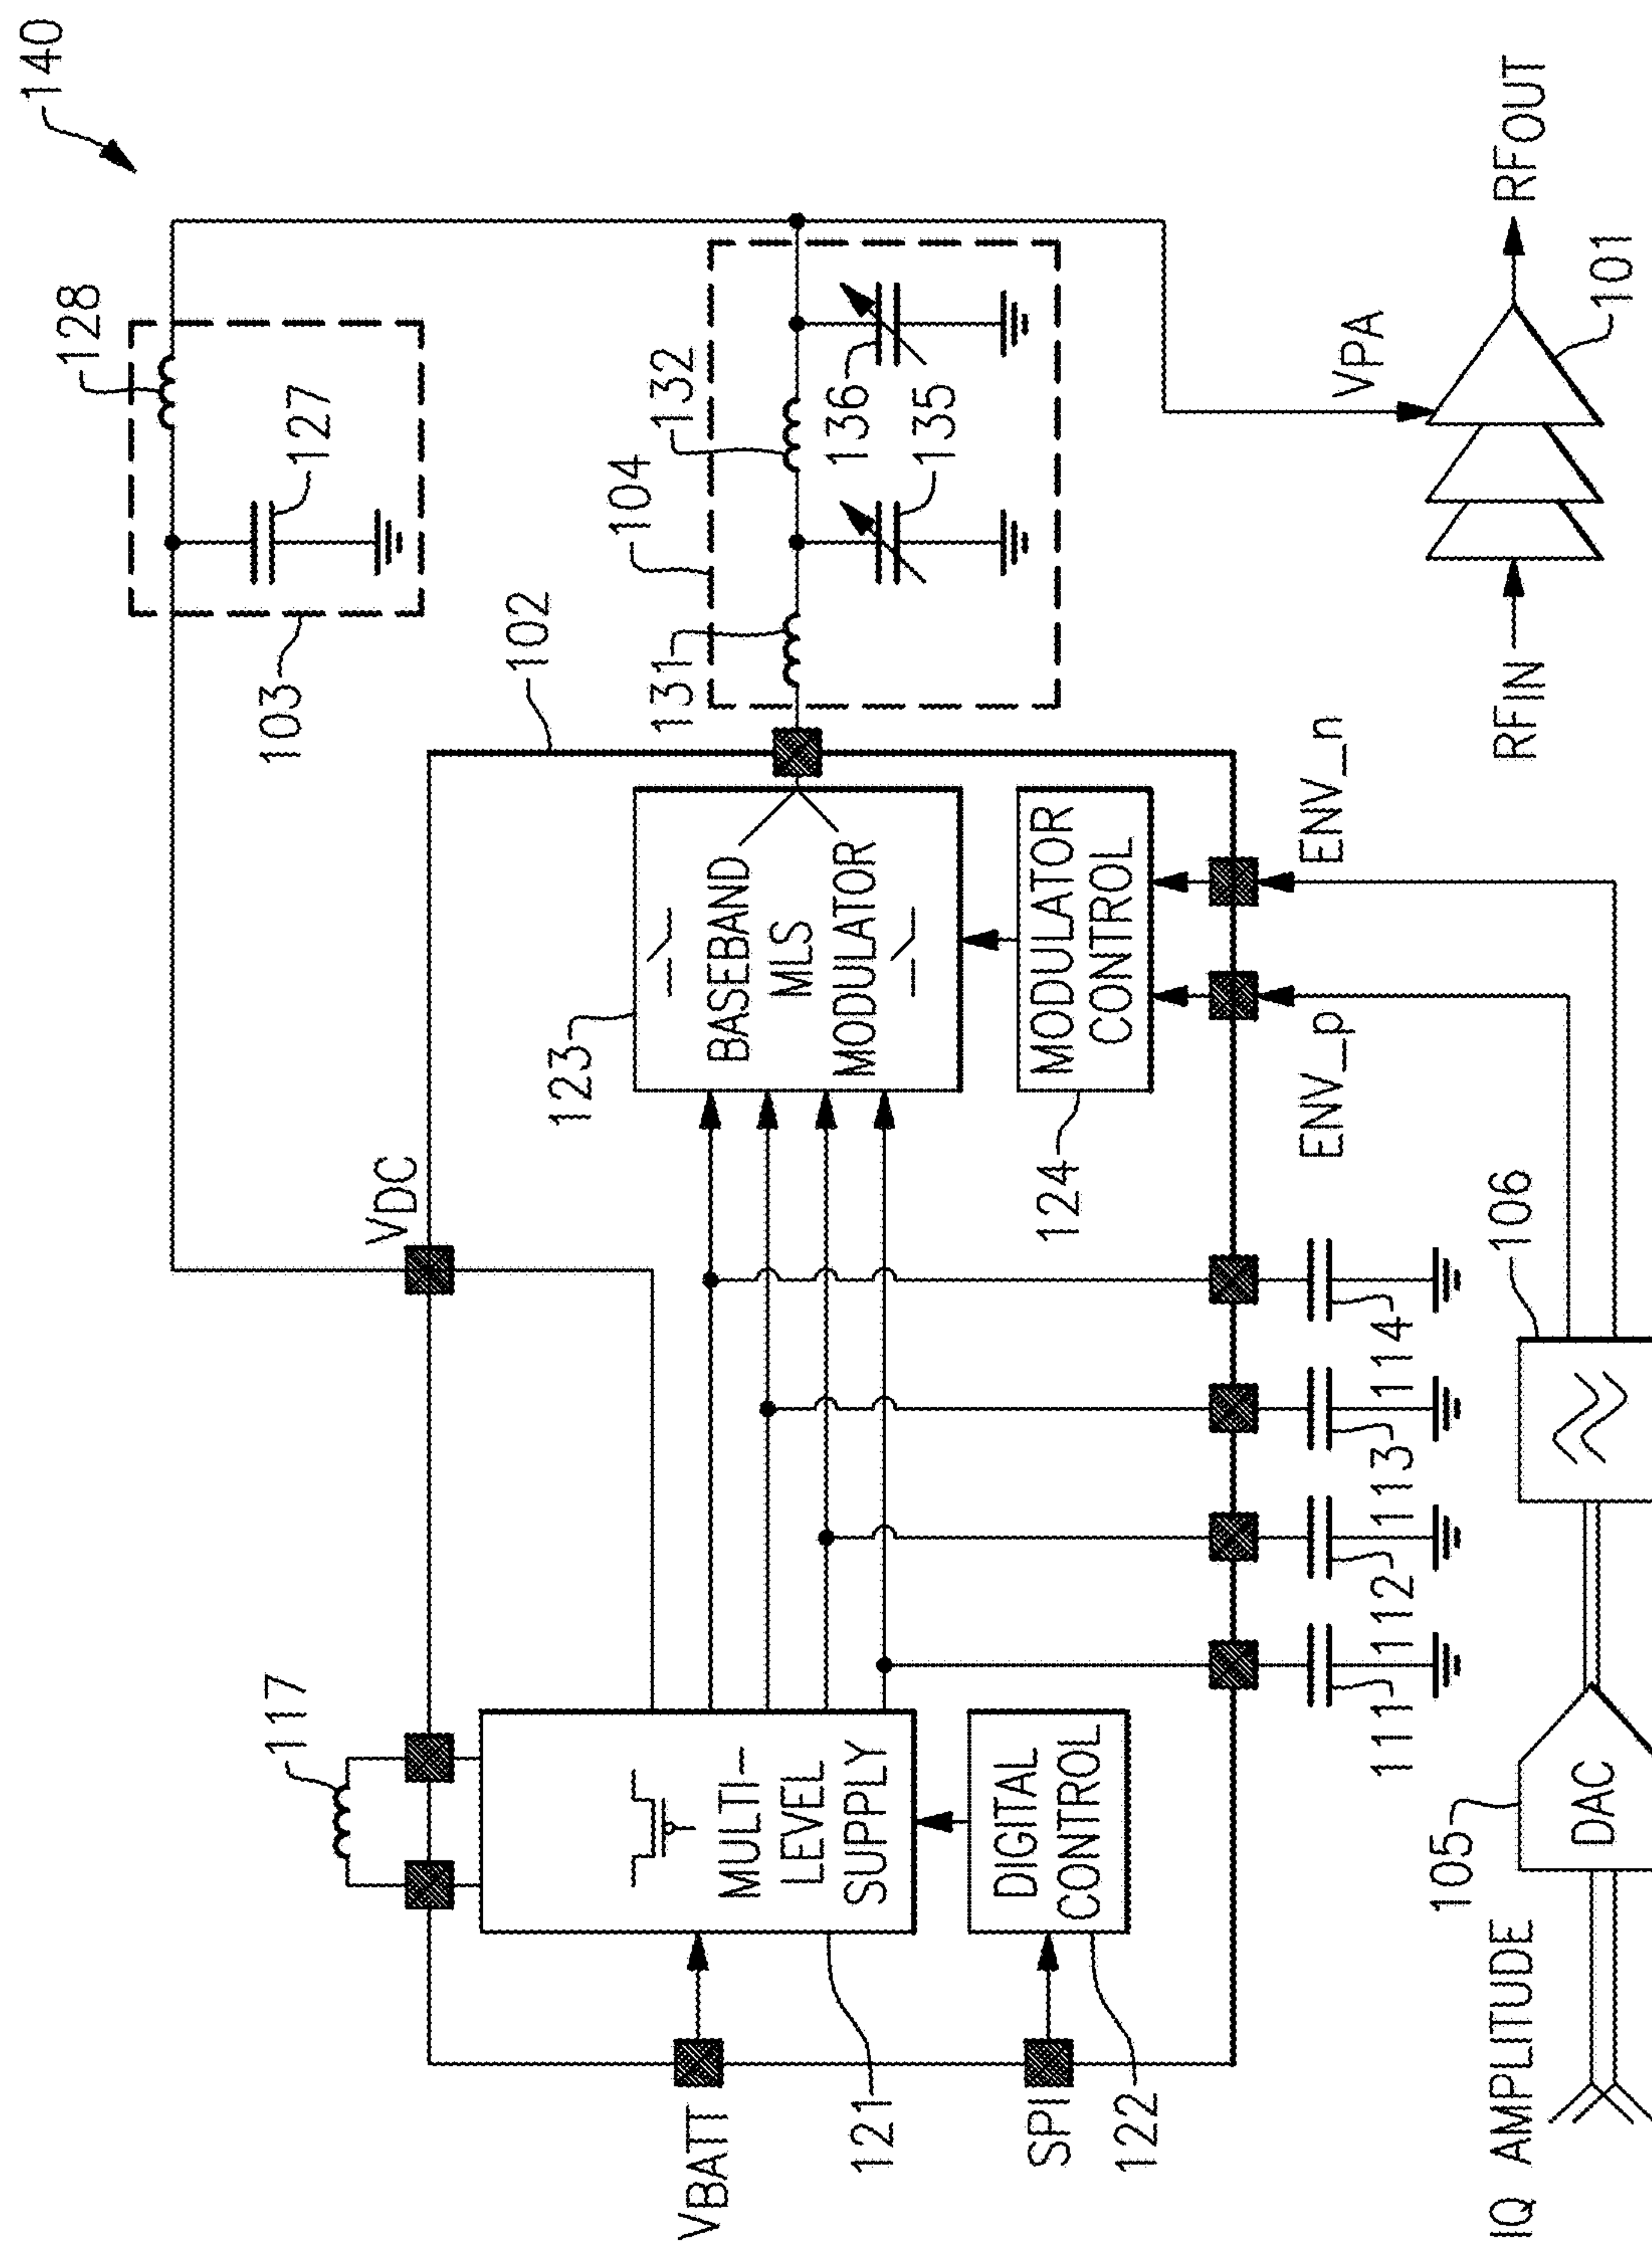 140
128
127
103
VDC
117
102
104
132
131
136
135
123
BASEBAND
MLS
MODULATOR
MULTI-
LEVEL
SUPPLY
VBATT
121
MODULATOR
CONTROL
124
DIGITAL
CONTROL
SPI
122
ENV_p
ENV_n
111
112
113
114
VPA
RFIN
RFOUT
101
IQ AMPLITUDE
105
DAC
106